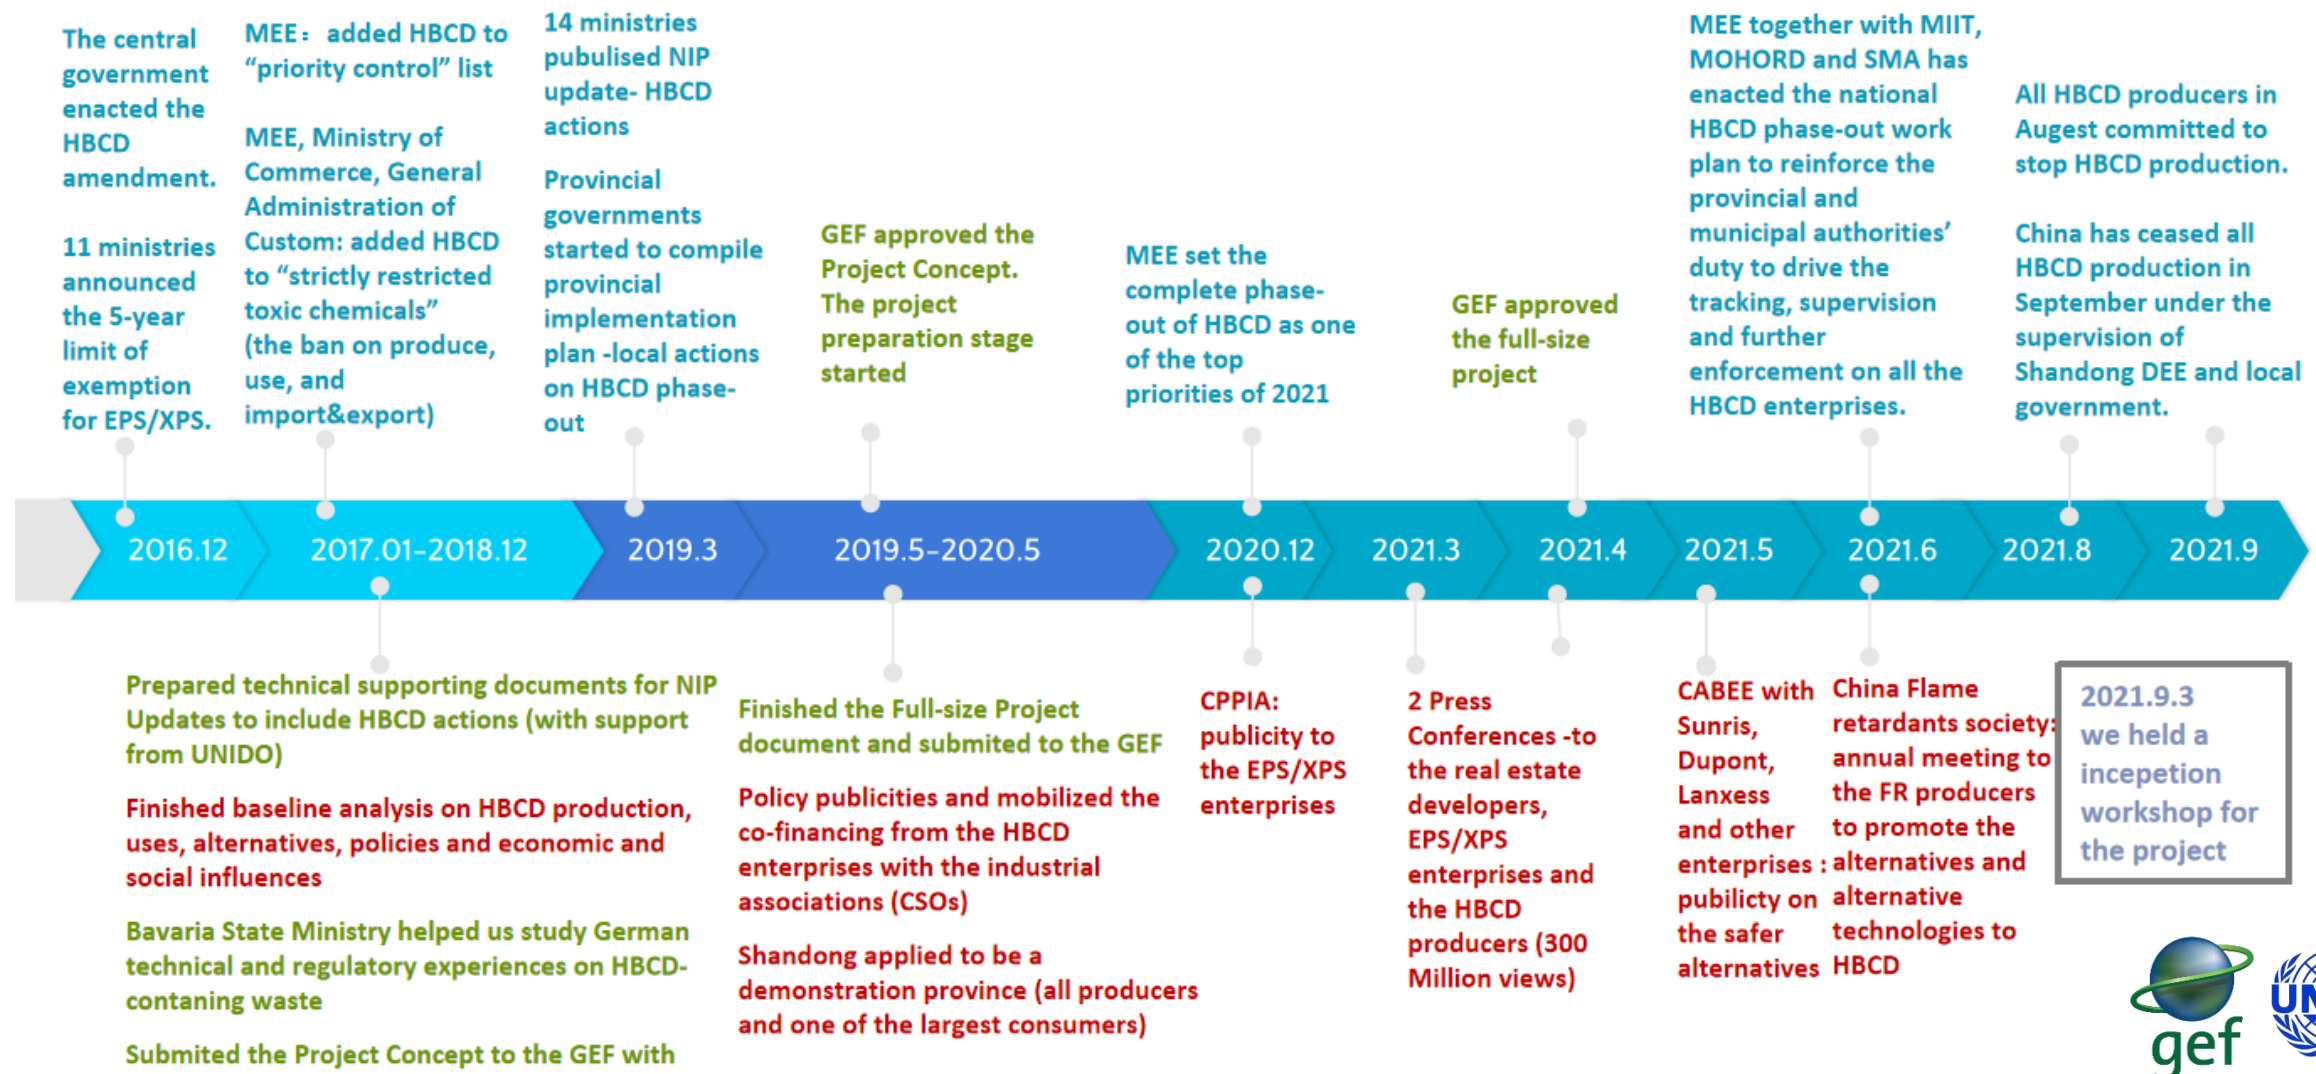 The central
government
enacted the
HBCD
amendment.
11 ministries
announced
the 5-year
limit of
exemption
for EPS/XPS.
MEE： added HBCD to
“priority control” list
MEE, Ministry of
Commerce, General
Administration of
Custom: added HBCD
to “strictly restricted
toxic chemicals”
(the ban on produce,
use, and
import&export)
14 ministries
pubulised NIP
update- HBCD
actions
Provincial
governments
started to compile
provincial
implementation
plan -local actions
on HBCD phase-
out
GEF approved the
Project Concept.
The project
preparation stage
started
MEE set the
complete phase-
out of HBCD as one
of the top
priorities of 2021
GEF approved
the full-size
project
MEE together with MIIT,
MOHORD and SMA has
enacted the national
HBCD phase-out work
plan to reinforce the
provincial and
municipal authorities’
duty to drive the
tracking, supervision
and further
enforcement on all the
HBCD enterprises.
All HBCD producers in
Augest committed to
stop HBCD production.
China has ceased all
HBCD production in
September under the
supervision of
Shandong DEE and local
government.
2016.12
2017.01-2018.12
2019.3
2019.5-2020.5
2020.12
2021.3
2021.4
2021.5
2021.6
2021.8
2021.9
Prepared technical supporting documents for NIP
Updates to include HBCD actions (with support
from UNIDO)
Finished baseline analysis on HBCD production,
uses, alternatives, policies and economic and
social influences
Bavaria State Ministry helped us study German
technical and regulatory experiences on HBCD-
contaning waste
Submited the Project Concept to the GEF with
Finished the Full-size Project
document and submited to the GEF
Policy publicities and mobilized the
co-financing from the HBCD
enterprises with the industrial
associations (CSOs)
Shandong applied to be a
demonstration province (all producers
and one of the largest consumers)
CPPIA:
publicity to
the EPS/XPS
enterprises
2 Press
Conferences -to
the real estate
developers,
EPS/XPS
enterprises and
the HBCD
producers (300
Million views)
CABEE with
Sunris,
Dupont,
Lanxess
and other
enterprises :
pubilicty on
the safer
alternatives
China Flame
retardants society:
annual meeting to
the FR producers
to promote the
alternatives and
alternative
technologies to
HBCD
2021.9.3
we held a
incepetion
workshop for
the project
gef